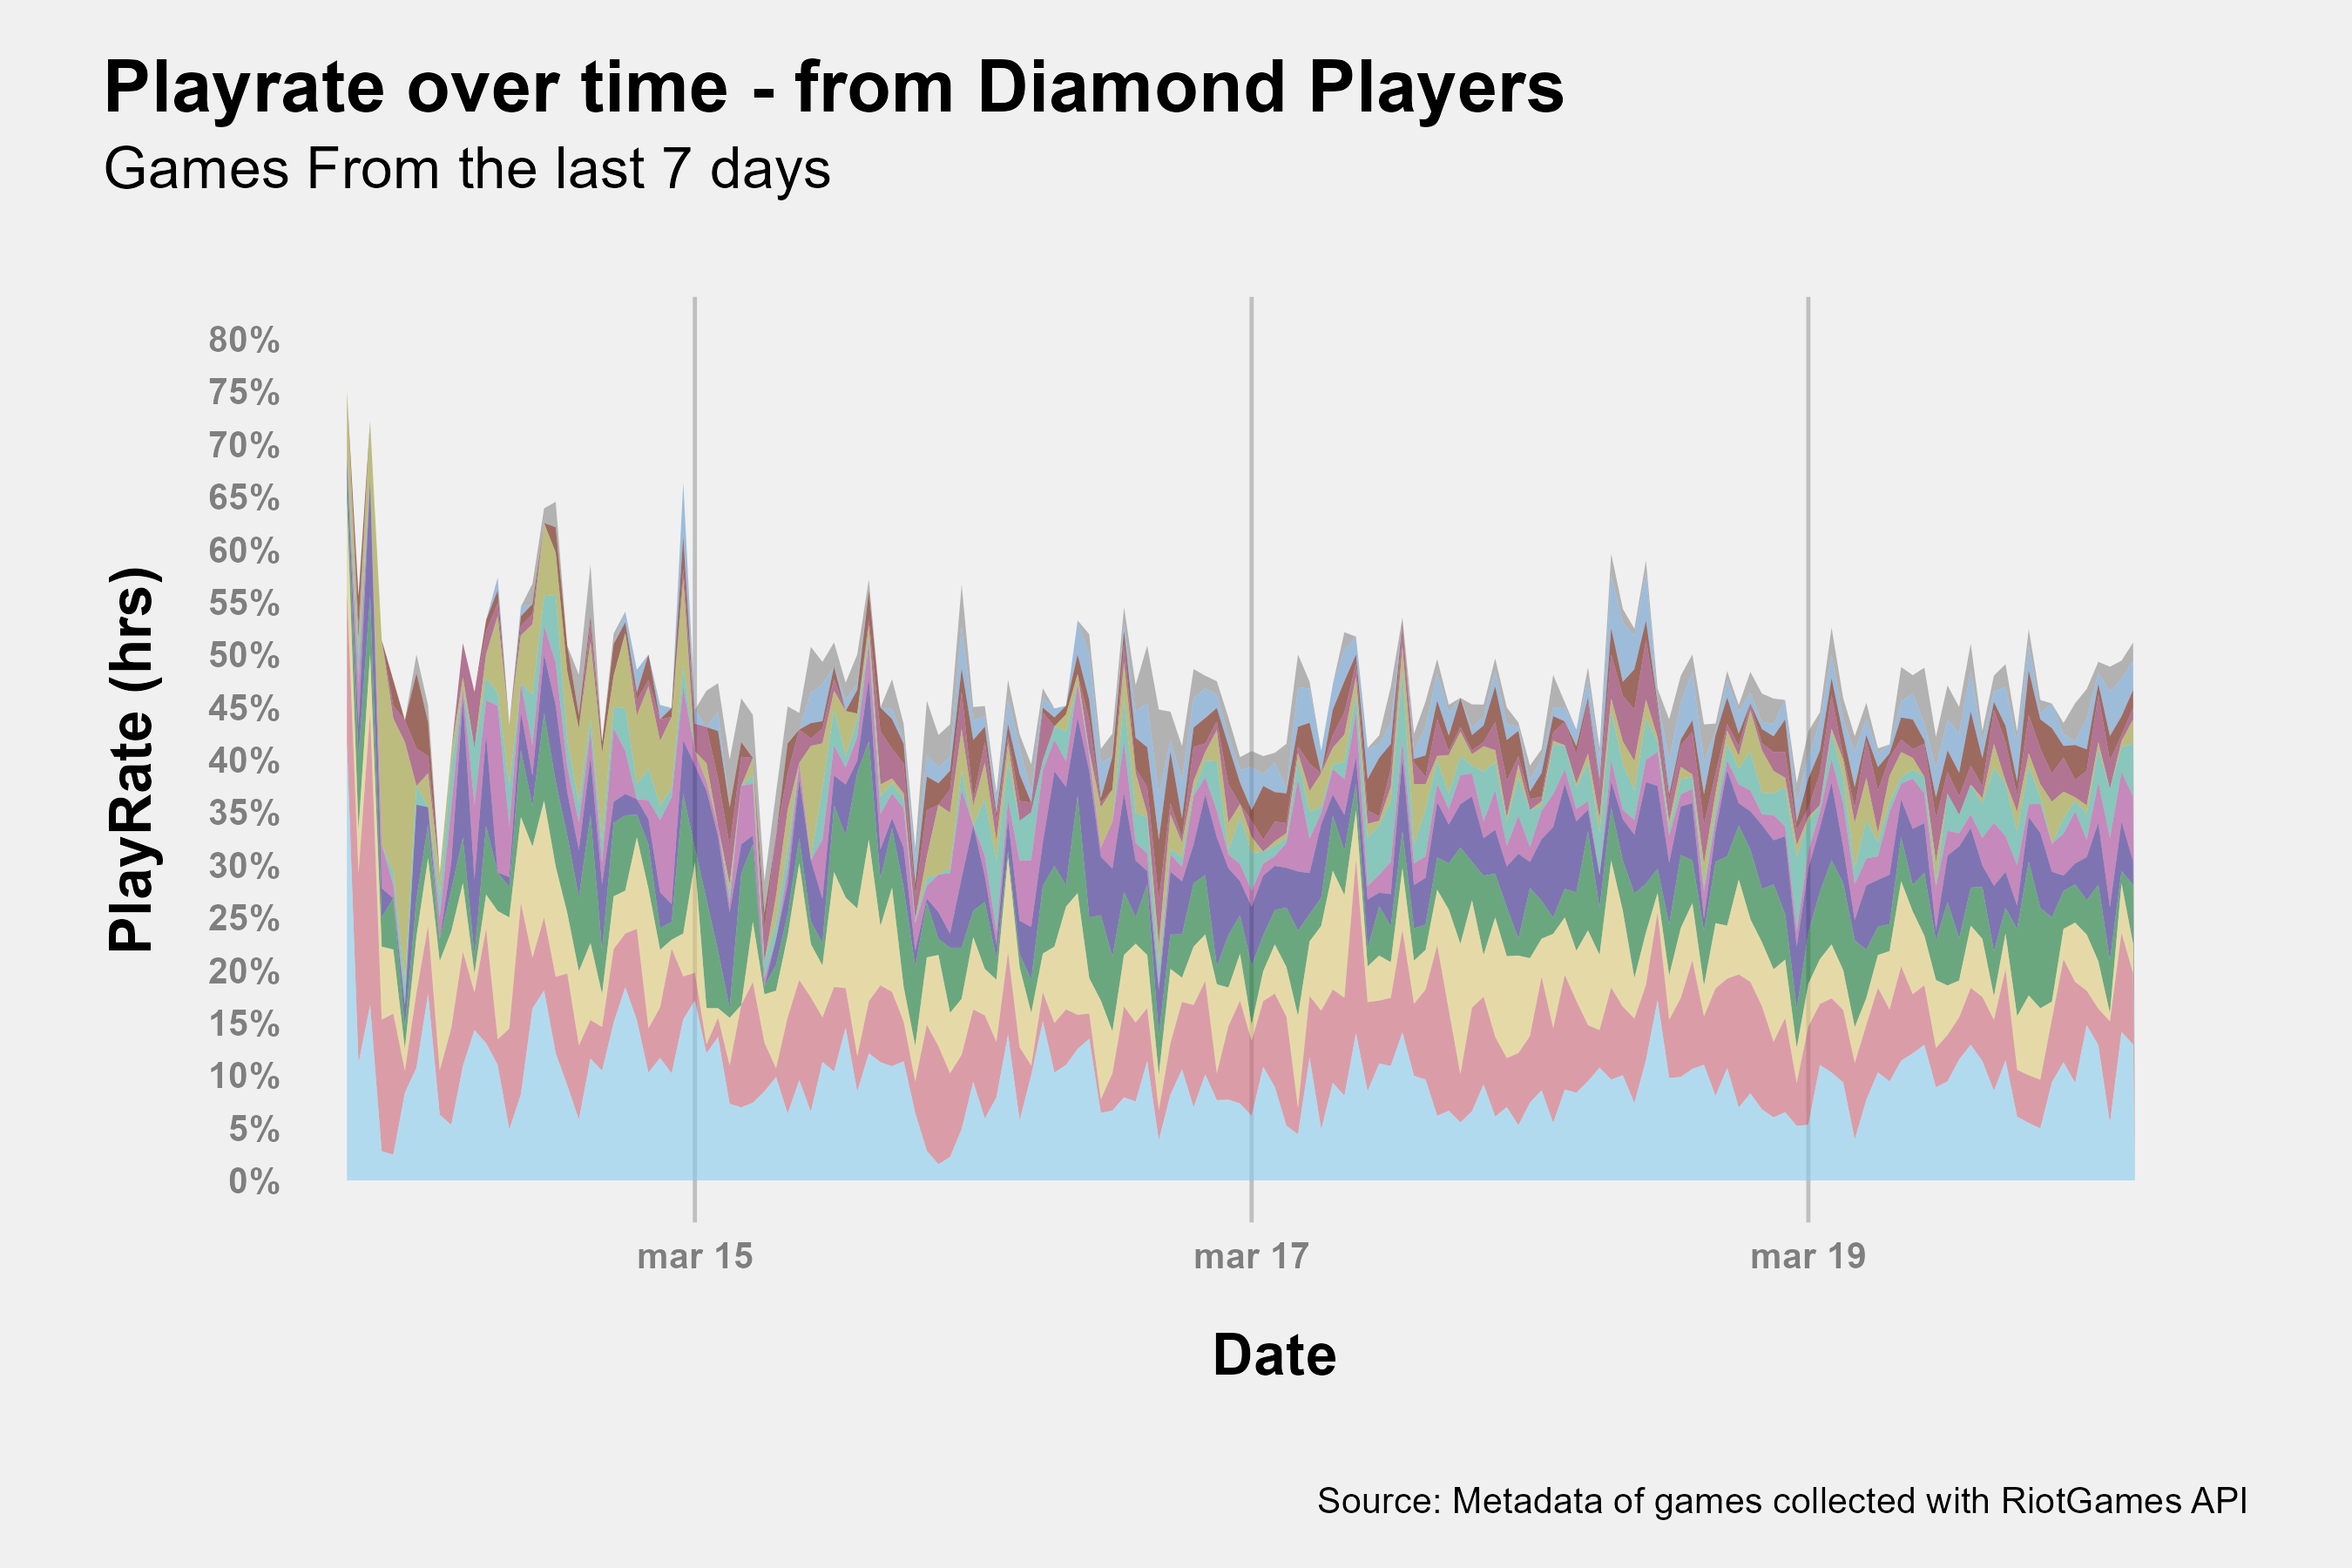 Playrate over time - from Diamond Players
Games From the last 7 days
PlayRate (hrs)
80%
75%
70%
65%
60%
55%
50%
45%
40%
35%
30%
25%
20%
15%
10%
5%
0%
mar 15
mar 17
mar 19
Date
Source: Metadata of games collected with RiotGames API